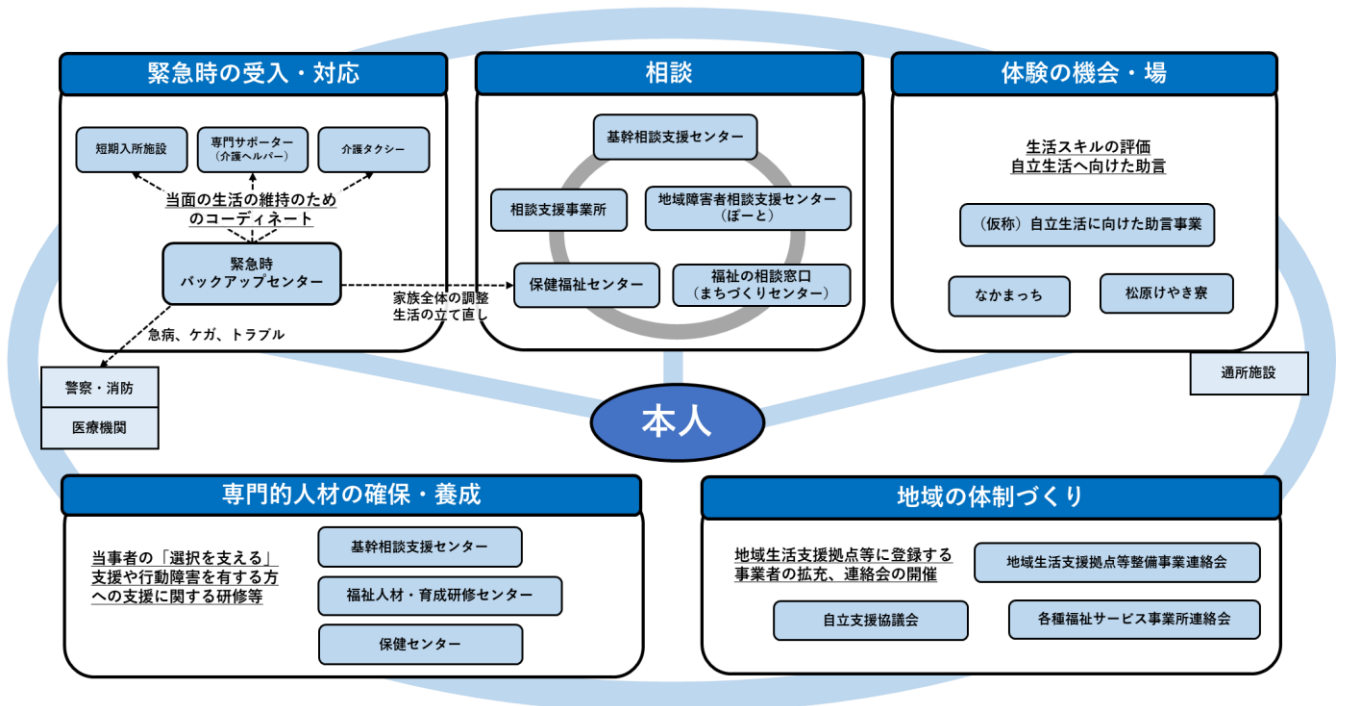 緊急時の受入・対応
短期入所施設
専門サポーター
（介護ヘルパー）
介護タクシー
当面の生活の維持のため
のコーディネート
緊急時
バックアップセンター
急病、ケガ、トラブル
警察・消防
医療機関
家族全体の調整
生活の立て直し
相談
基幹相談支援センター
相談支援事業所
地域障害者相談支援センター
（ぽーと）
保健福祉センター
福祉の相談窓口
（まちづくりセンター）
体験の機会・場
生活スキルの評価
自立生活へ向けた助言
（仮称）自立生活に向けた助言事業
なかまっち
松原けやき寮
通所施設
本人
専門的人材の確保・養成
当事者の「選択を支える」
支援や行動障害を有する方
への支援に関する研修等
基幹相談支援センター
福祉人材・育成研修センター
保健センター
地域の体制づくり
地域生活支援拠点等に登録する
事業者の拡充、連絡会の開催
地域生活支援拠点等整備事業連絡会
自立支援協議会
各種福祉サービス事業所連絡会